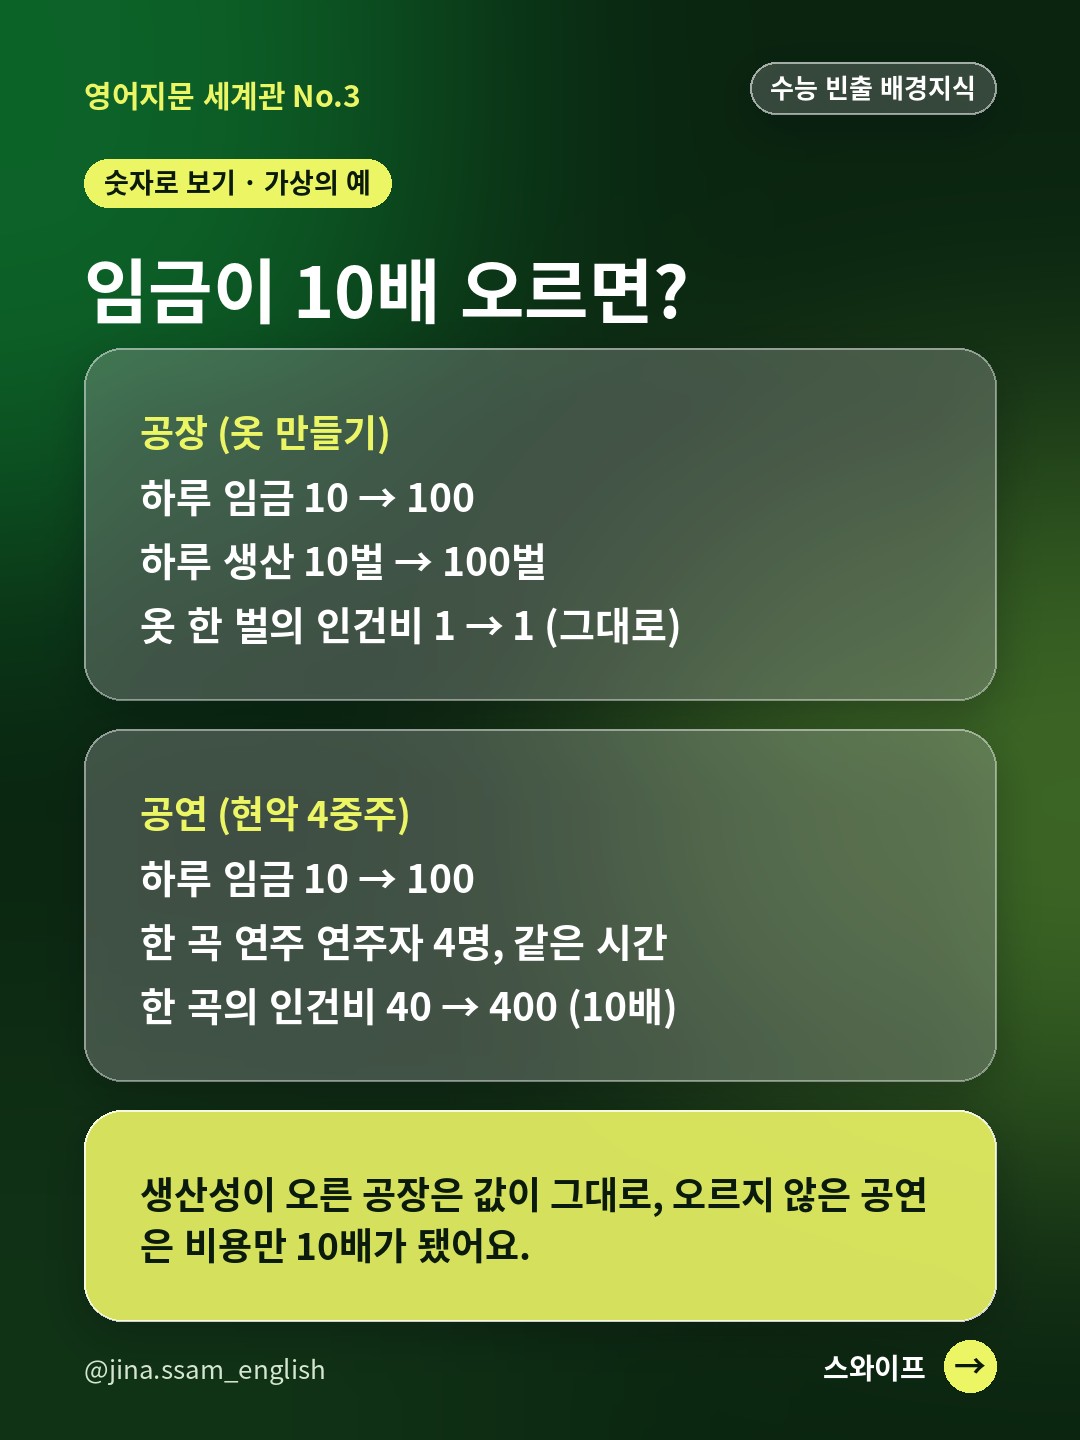 영어지문 세계관 No.3
수능 빈출 배경지식
숫자로 보기 · 가상의 예
임금이 10배 오르면?
공장 (옷 만들기)
하루 임금 10 → 100
하루 생산 10벌 → 100벌
옷 한 벌의 인건비 1 → 1 (그대로)
공연 (현악 4중주)
하루 임금 10 → 100
한 곡 연주 연주자 4명, 같은 시간
한 곡의 인건비 40 → 400 (10배)
생산성이 오른 공장은 값이 그대로, 오르지 않은 공연
은 비용만 10배가 됐어요.
@jina.ssam_english
스와이프 →